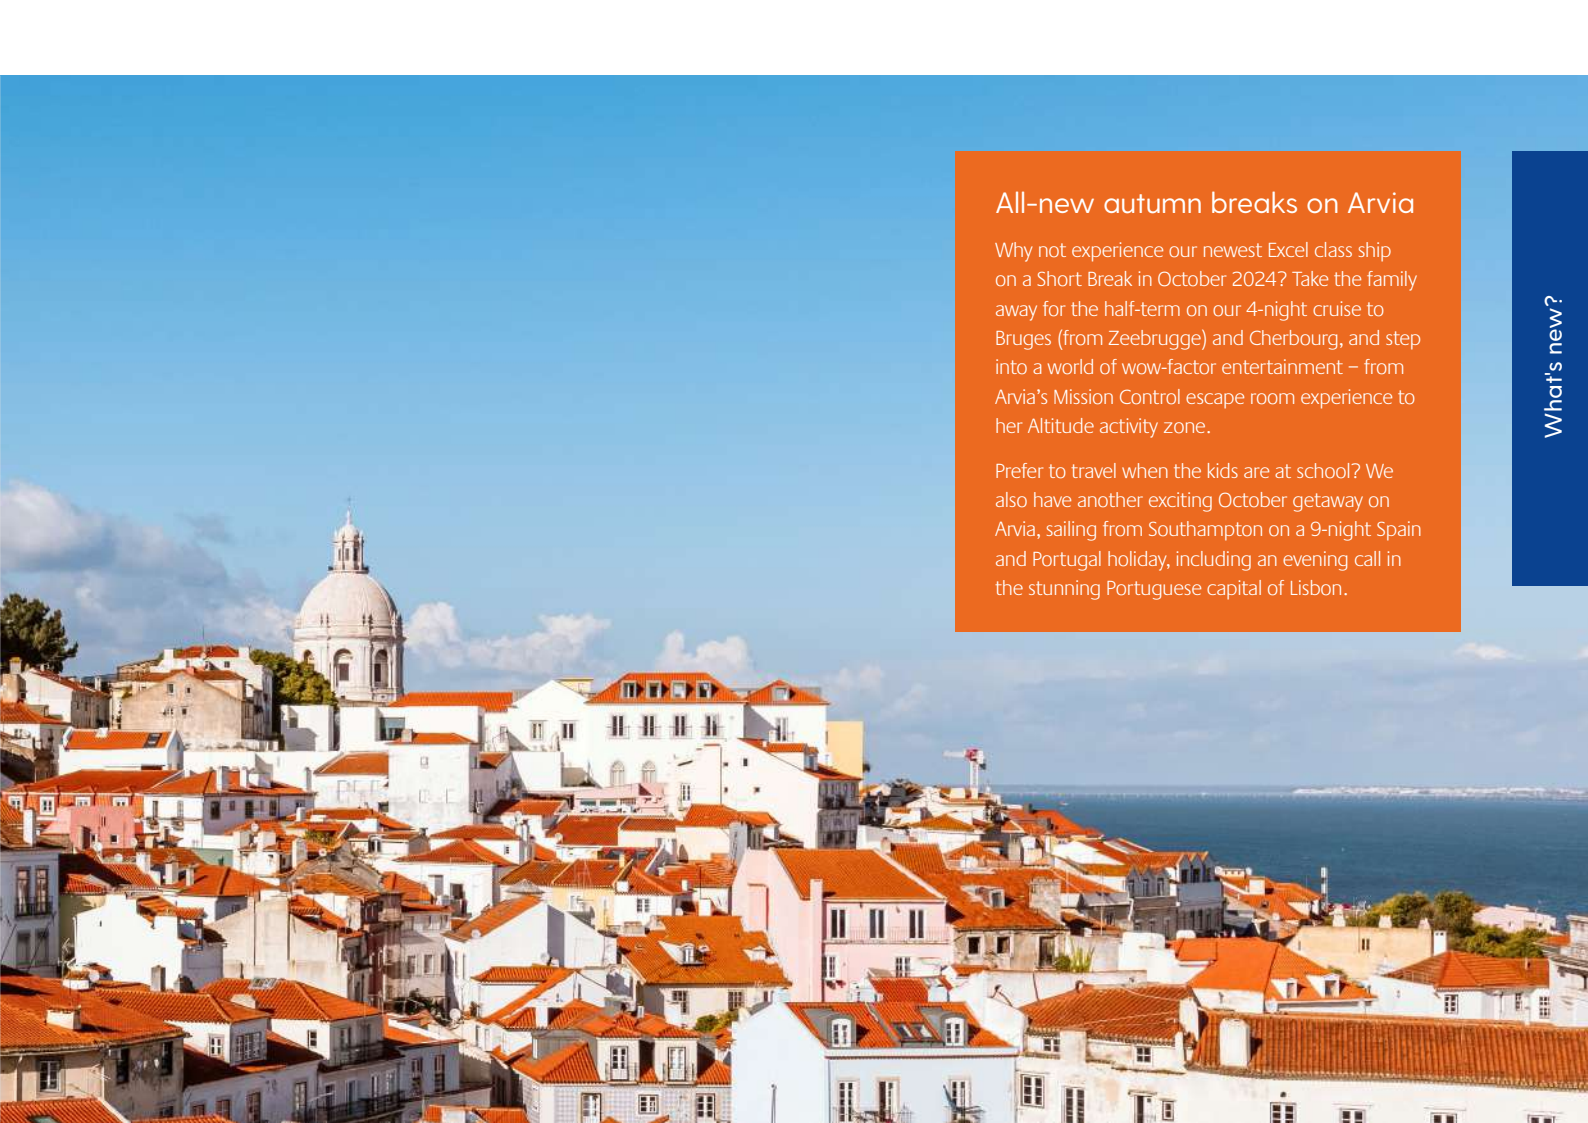 All-new autumn breaks on Arvia
Why not experience our newest Excel class ship
on a Short Break in October 2024? Take the family
away for the half-term on our 4-night cruise to
Bruges (from Zeebrugge) and Cherbourg, and step
into a world of wow-factor entertainment – from
Arvia’s Mission Control escape room experience to
her Altitude activity zone.
Prefer to travel when the kids are at school? We
also have another exciting October getaway on
Arvia, sailing from Southampton on a 9-night Spain
and Portugal holiday, including an evening call in
the stunning Portuguese capital of Lisbon.
What's new?